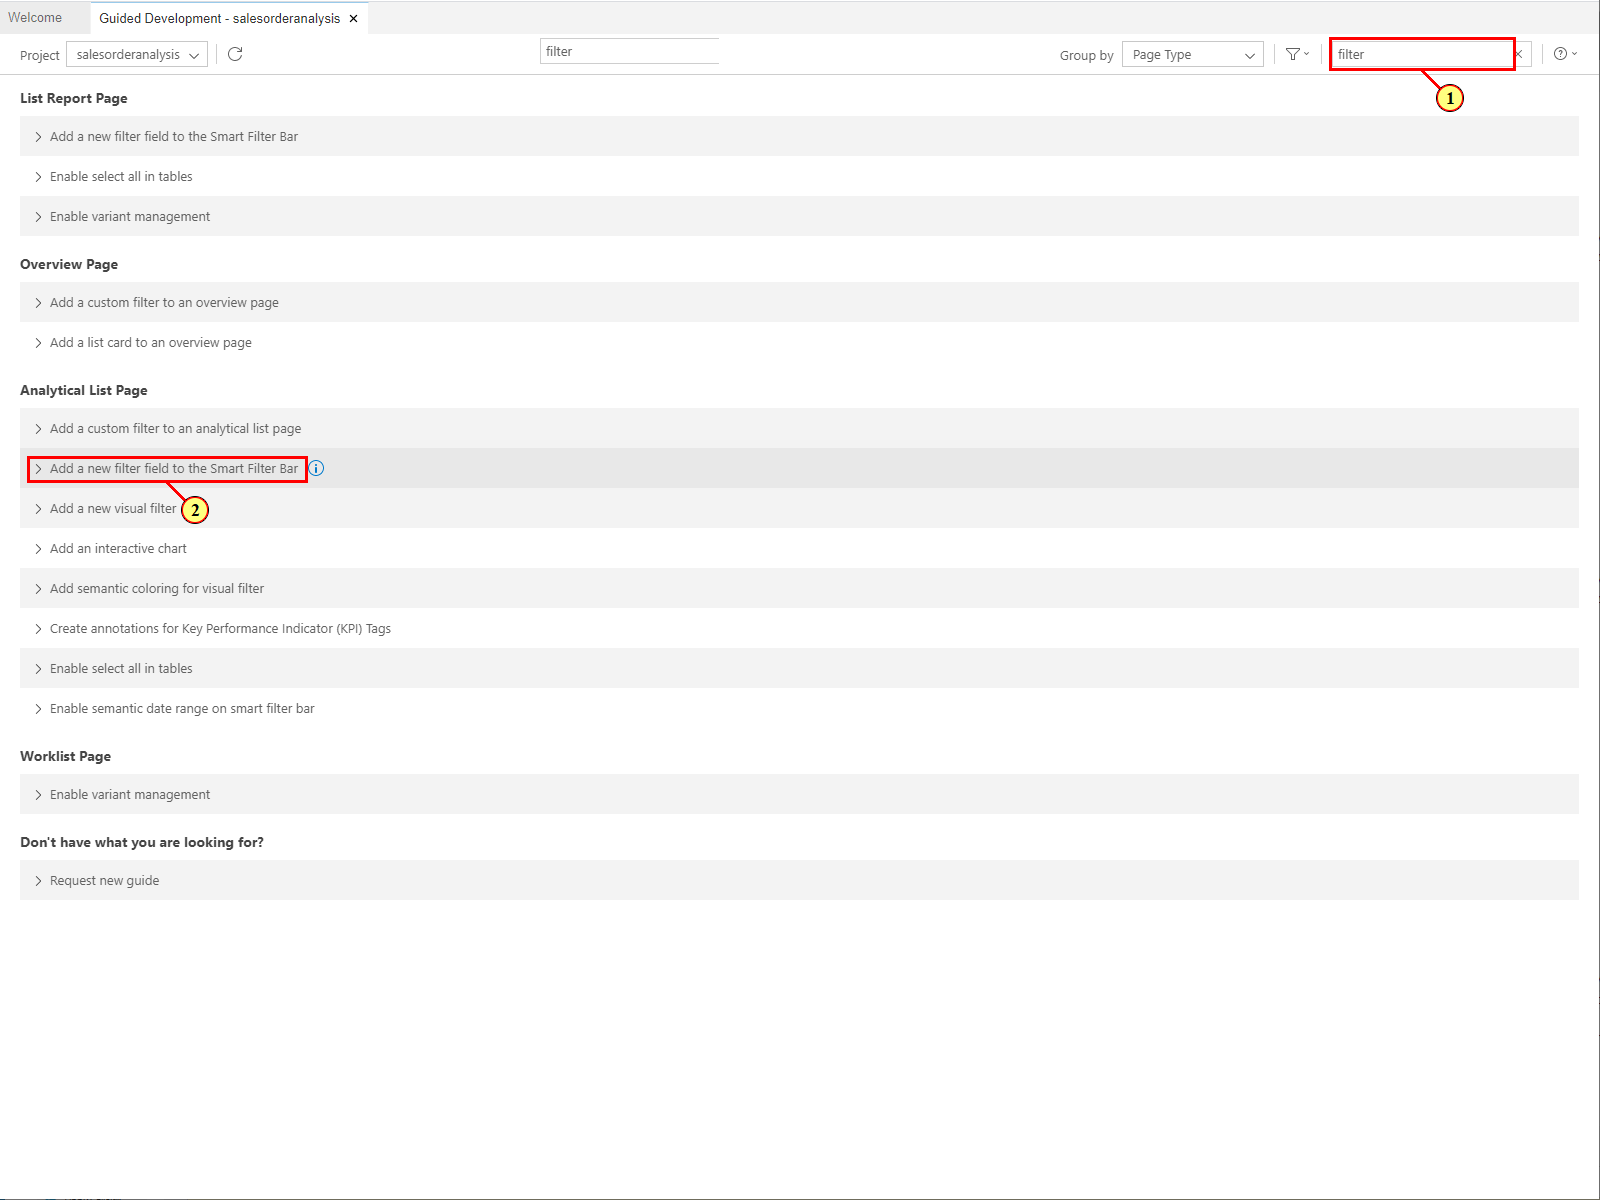 Welcome
Guided Development - salesorderanalysis ×
Project salesorderanalysis
filter
Group by Page Type
filter
1
List Report Page
Add a new filter field to the Smart Filter Bar
Enable select all in tables
Enable variant management
Overview Page
Add a custom filter to an overview page
Add a list card to an overview page
Analytical List Page
Add a custom filter to an analytical list page
Add a new filter field to the Smart Filter Bar
Add a new visual filter
2
Add an interactive chart
Add semantic coloring for visual filter
Create annotations for Key Performance Indicator (KPI) Tags
Enable select all in tables
Enable semantic date range on smart filter bar
Worklist Page
Enable variant management
Don't have what you are looking for?
Request new guide